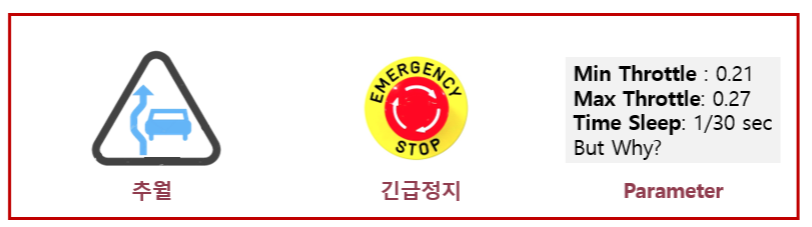 EMERGENCY
STOP
Min Throttle : 0.21
Max Throttle: 0.27
Time Sleep: 1/30 sec
But Why?
추월
긴급정지
Parameter